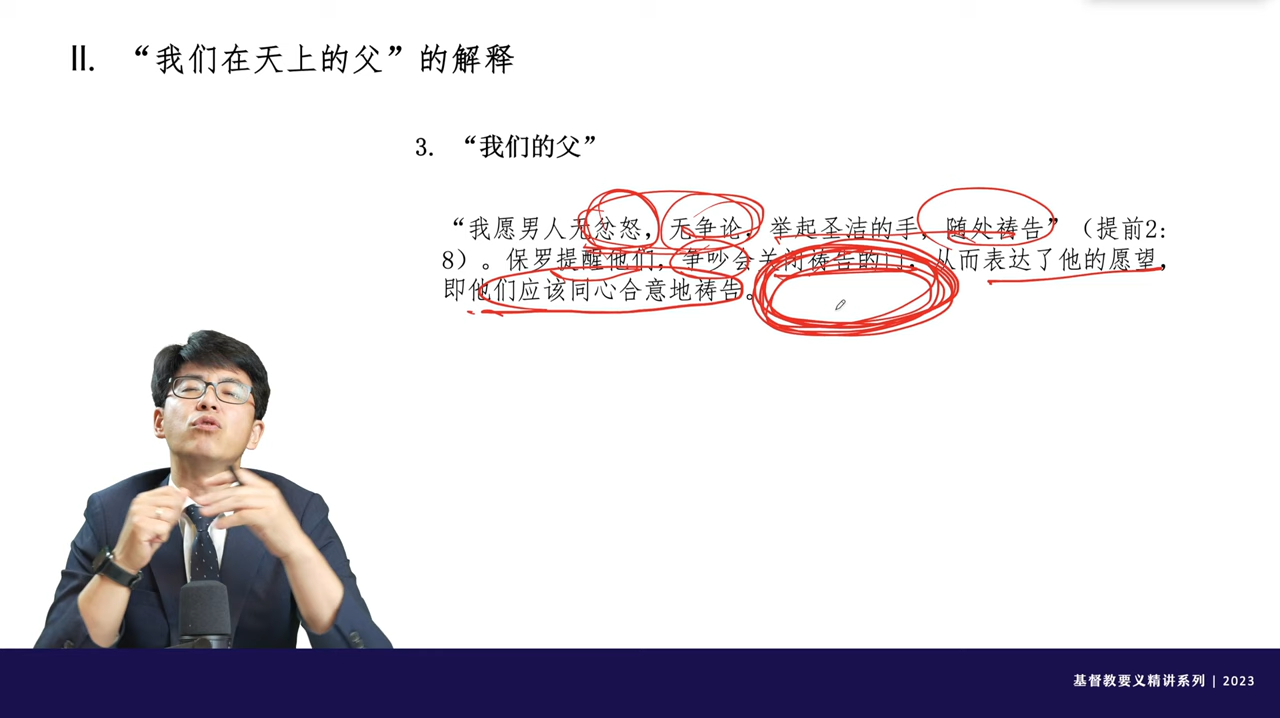 II. “我们在天上的父”的解释
3. “我们的父”
“我愿男人无忿怒，无争论，举起圣洁的手，随处祷告”（提前2:
8）。保罗提醒他们，争吵会关闭祷告的门，从而表达了他的愿望，
即他们应该同心合意地祷告。
基督教要义精讲系列 | 2023